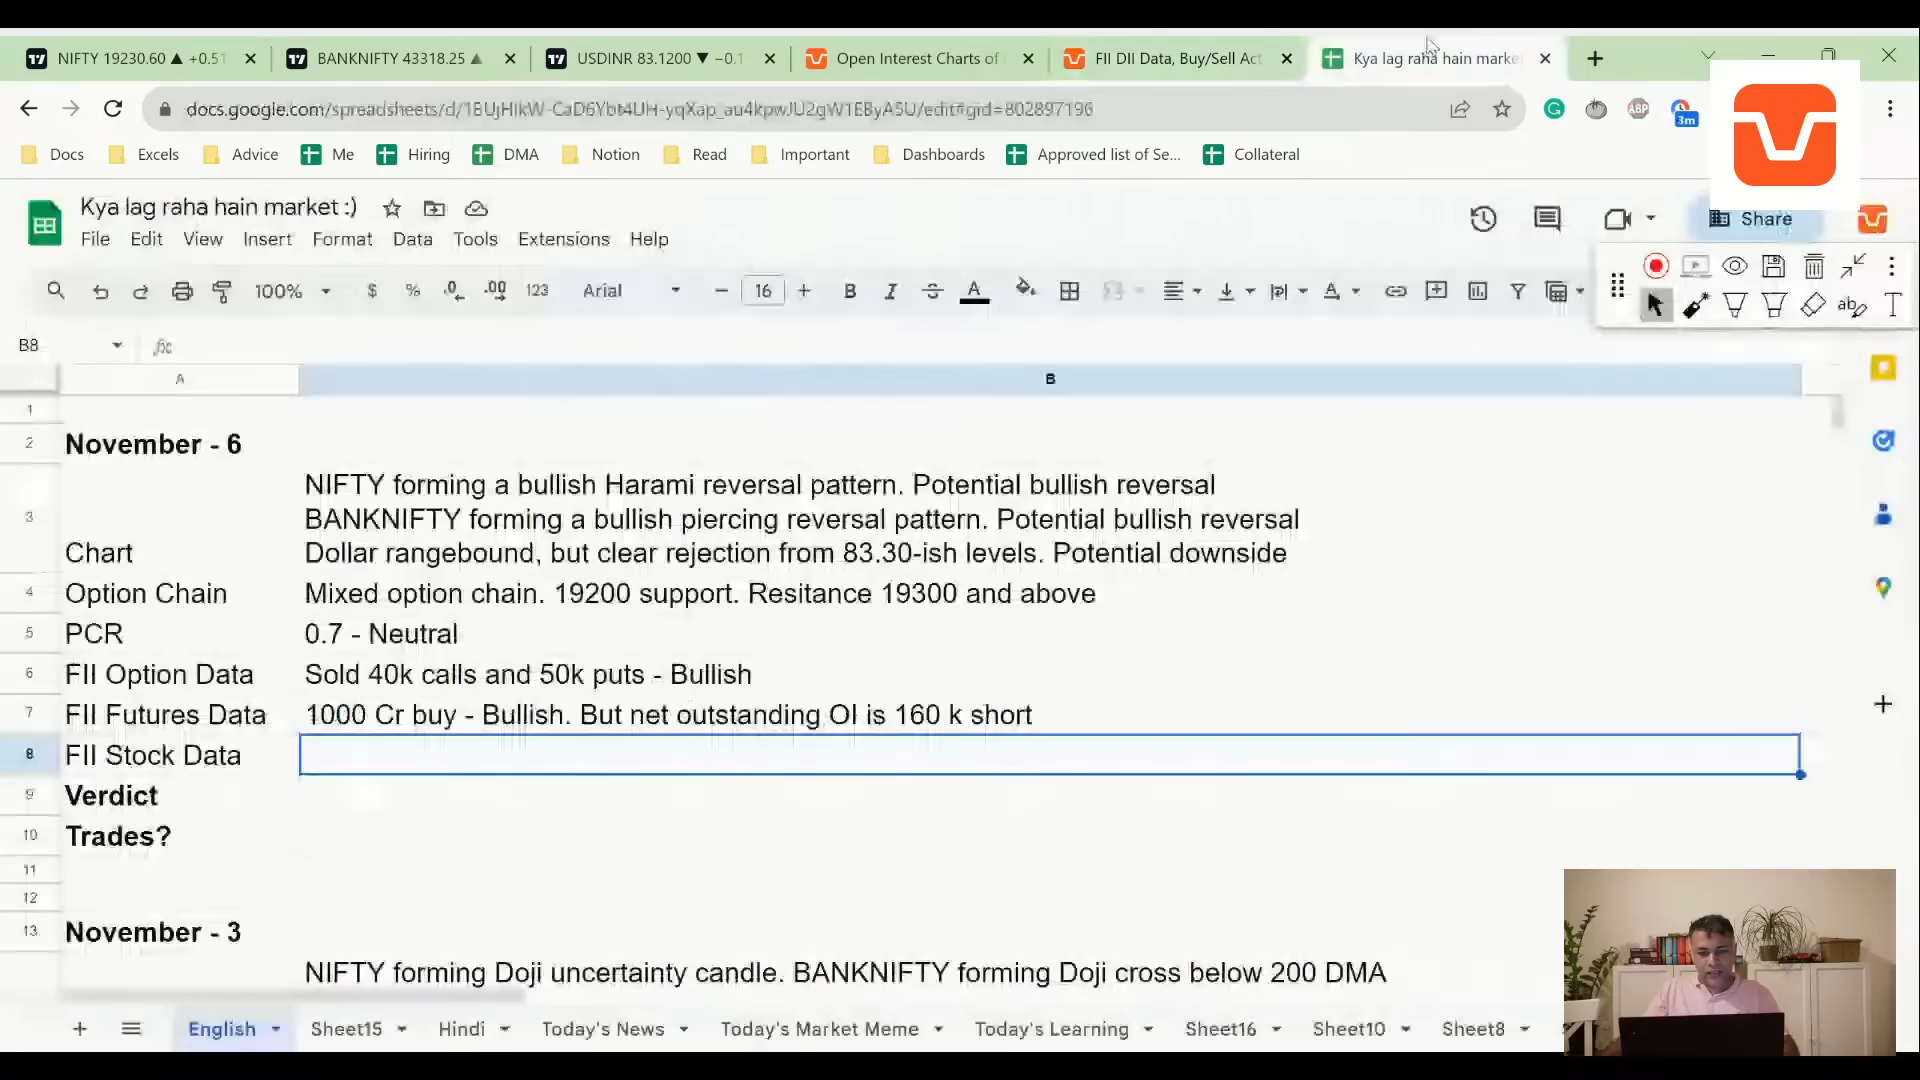 NIFTY 19230.60 ▲ +0.51
BANKNIFTY 43318.25 ▲
USDINR 83.1200 ▼ −0.1
Open Interest Charts of
FII DII Data, Buy/Sell Act
Kya lag raha hain marke
docs.google.com/spreadsheets/d/
/edit#gid=802897196
3m
ABP
Docs
Excels
Advice
Me
Hiring
DMA
Notion
Read
Important
Dashboards
Approved list of Se...
Collateral
Kya lag raha hain market :)
Share
File Edit View Insert Format Data Tools Extensions Help
100% $ % .0 .00 123 Arial − 16 + B I S A
B8 fx
A B
1
2 November - 6
NIFTY forming a bullish Harami reversal pattern. Potential bullish reversal
3 BANKNIFTY forming a bullish piercing reversal pattern. Potential bullish reversal
Chart Dollar rangebound, but clear rejection from 83.30-ish levels. Potential downside
4 Option Chain Mixed option chain. 19200 support. Resitance 19300 and above
5 PCR 0.7 - Neutral
6 FII Option Data Sold 40k calls and 50k puts - Bullish
7 FII Futures Data 1000 Cr buy - Bullish. But net outstanding OI is 160 k short
8 FII Stock Data
9 Verdict
10 Trades?
11
12
13 November - 3
NIFTY forming Doji uncertainty candle. BANKNIFTY forming Doji cross below 200 DMA
English Sheet15 Hindi Today's News Today's Market Meme Today's Learning Sheet16 Sheet10 Sheet8